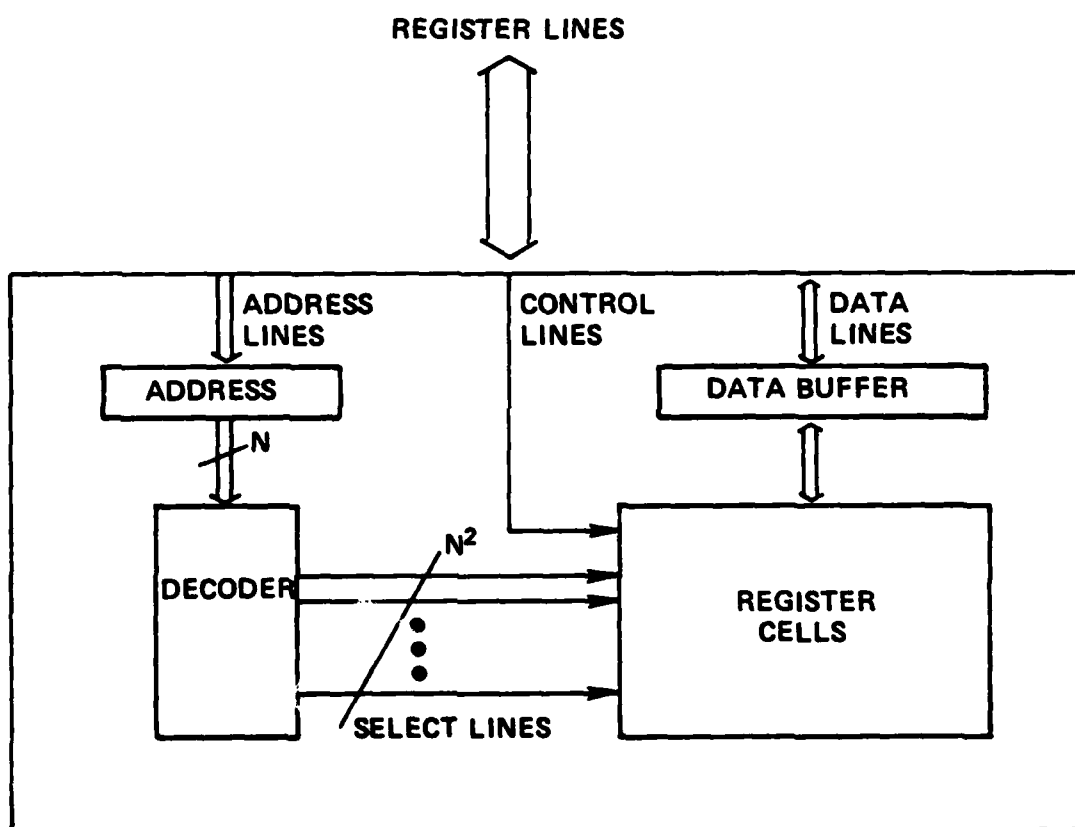 REGISTER LINES
ADDRESS
LINES
CONTROL
LINES
DATA
LINES
ADDRESS
DATA BUFFER
N
N²
DECODER
REGISTER
CELLS
SELECT LINES